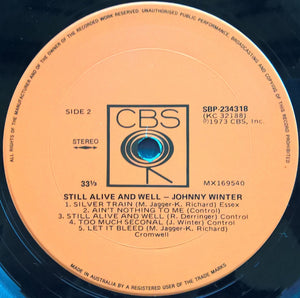 ALL RIGHTS OF THE MANUFACTURER AND OF THE OWNER OF THE RECORDED WORK RESERVED. UNAUTHORISED PUBLIC PERFORMANCE, BROADCASTING AND COPYING OF THIS RECORD PROHIBITED
CBS
SIDE 2
SBP-234318
(KC 32188)
Ⓟ1973 CBS, Inc.
STEREO
33⅓
MX169540
STILL ALIVE AND WELL – JOHNNY WINTER
1. SILVER TRAIN (M. Jagger-K. Richard) Essex
2. AIN'T NOTHING TO ME (Control)
3. STILL ALIVE AND WELL (R. Derringer) Control
4. TOO MUCH SECONAL (J. Winter) Control
5. LET IT BLEED (M. Jagger-K. Richard)
Cromwell
MADE IN AUSTRALIA BY A REGISTERED USER OF THE TRADE MARKS